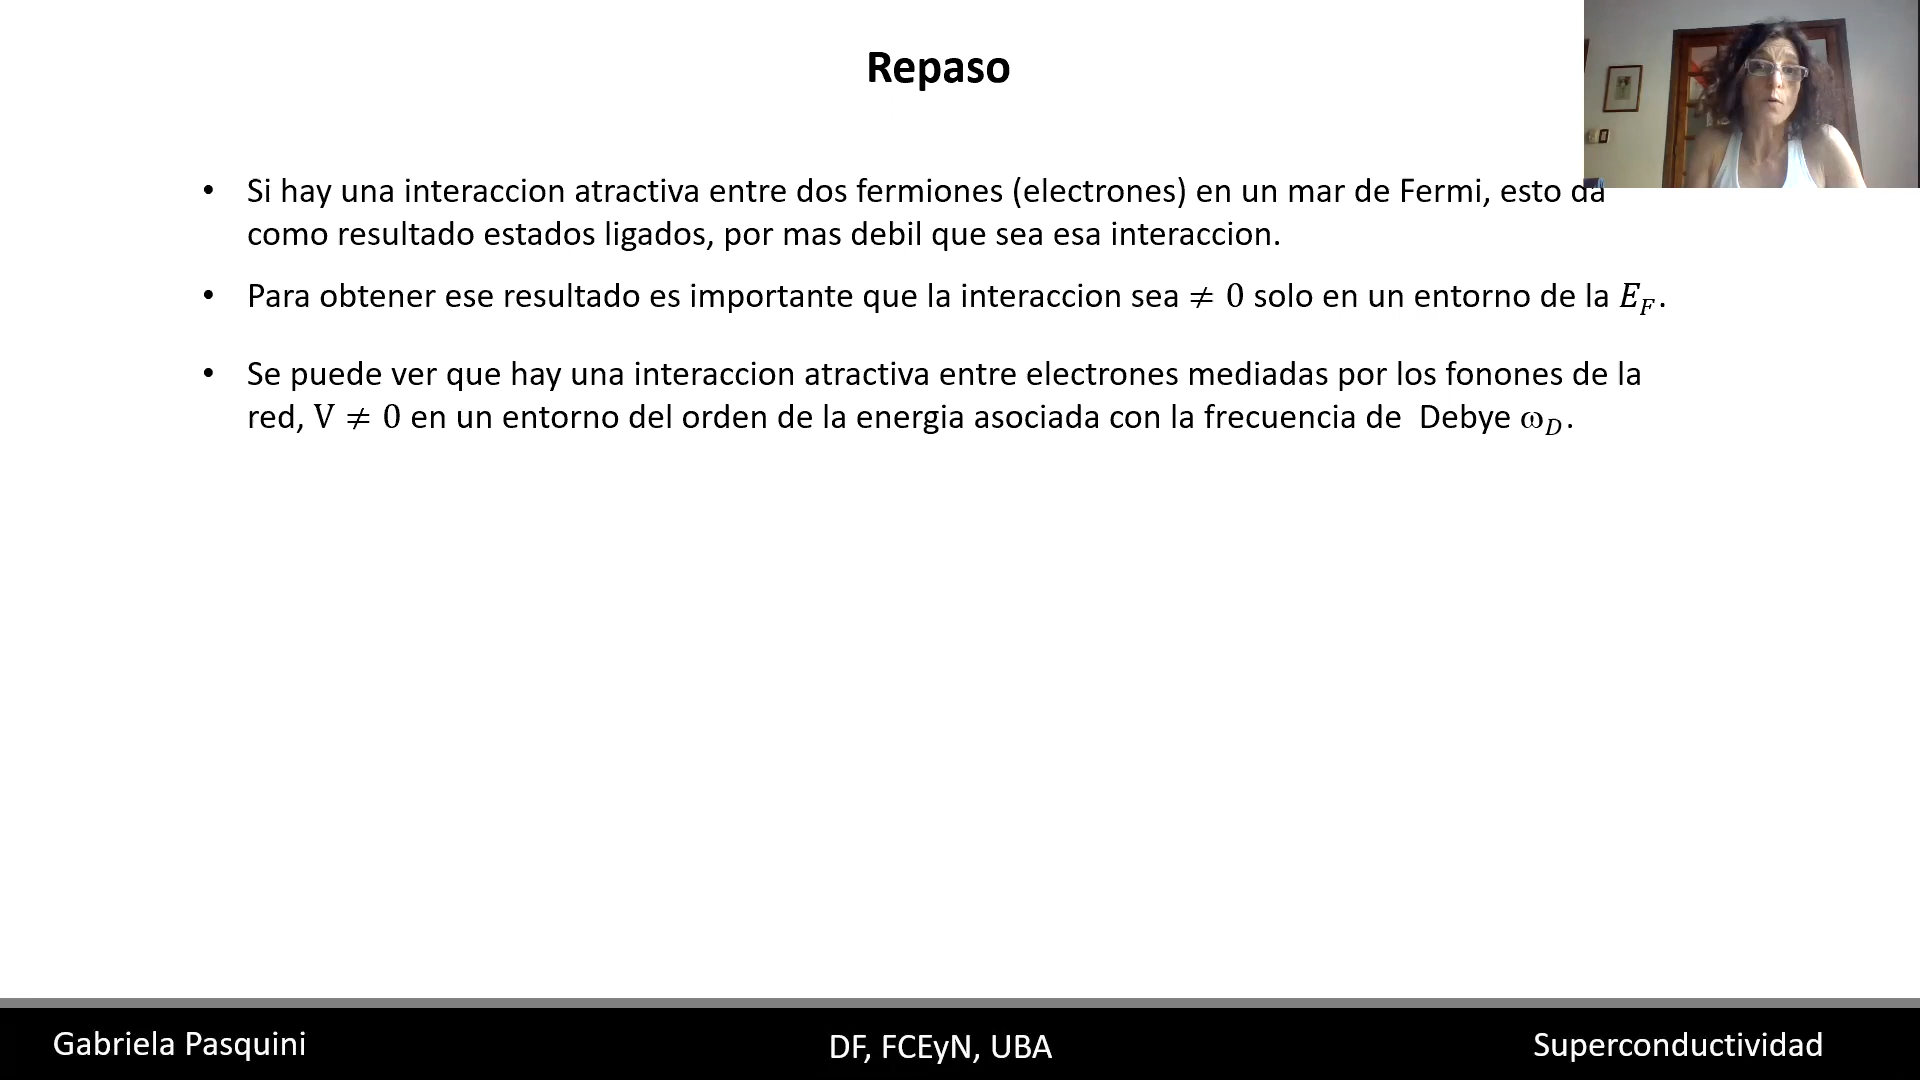 Repaso
• Si hay una interaccion atractiva entre dos fermiones (electrones) en un mar de Fermi, esto da
como resultado estados ligados, por mas debil que sea esa interaccion.
• Para obtener ese resultado es importante que la interaccion sea ≠ 0 solo en un entorno de la E_F.
• Se puede ver que hay una interaccion atractiva entre electrones mediadas por los fonones de la
red, V ≠ 0 en un entorno del orden de la energia asociada con la frecuencia de Debye ω_D.
Gabriela Pasquini
DF, FCEyN, UBA
Superconductividad